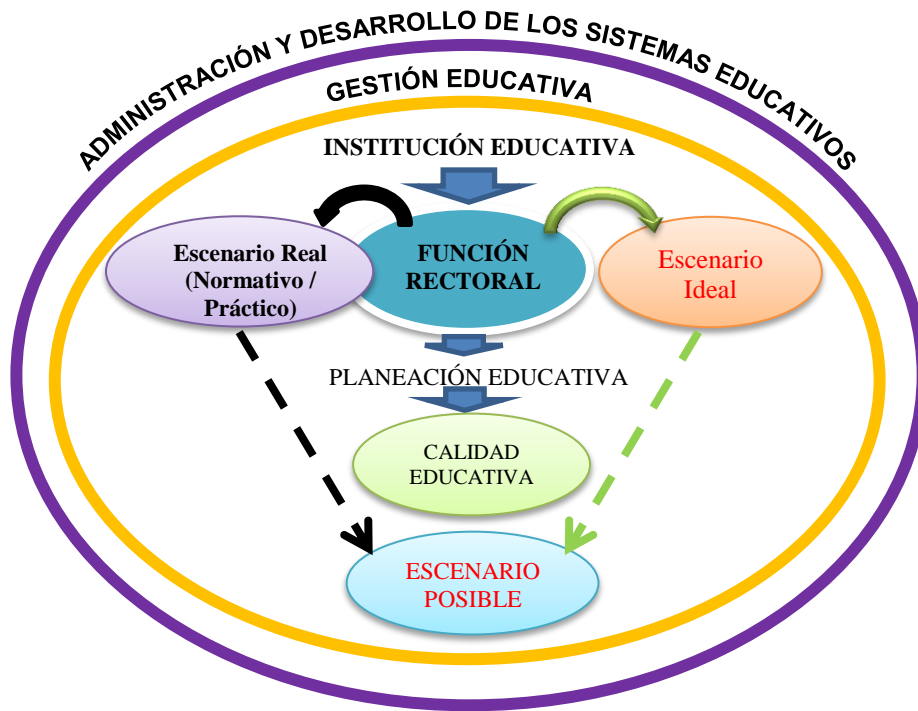 ADMINISTRACIÓN Y DESARROLLO DE LOS SISTEMAS EDUCATIVOS
GESTIÓN EDUCATIVA
INSTITUCIÓN EDUCATIVA
Escenario Real
(Normativo /
Práctico)
FUNCIÓN
RECTORAL
Escenario
Ideal
PLANEACIÓN EDUCATIVA
CALIDAD
EDUCATIVA
ESCENARIO
POSIBLE